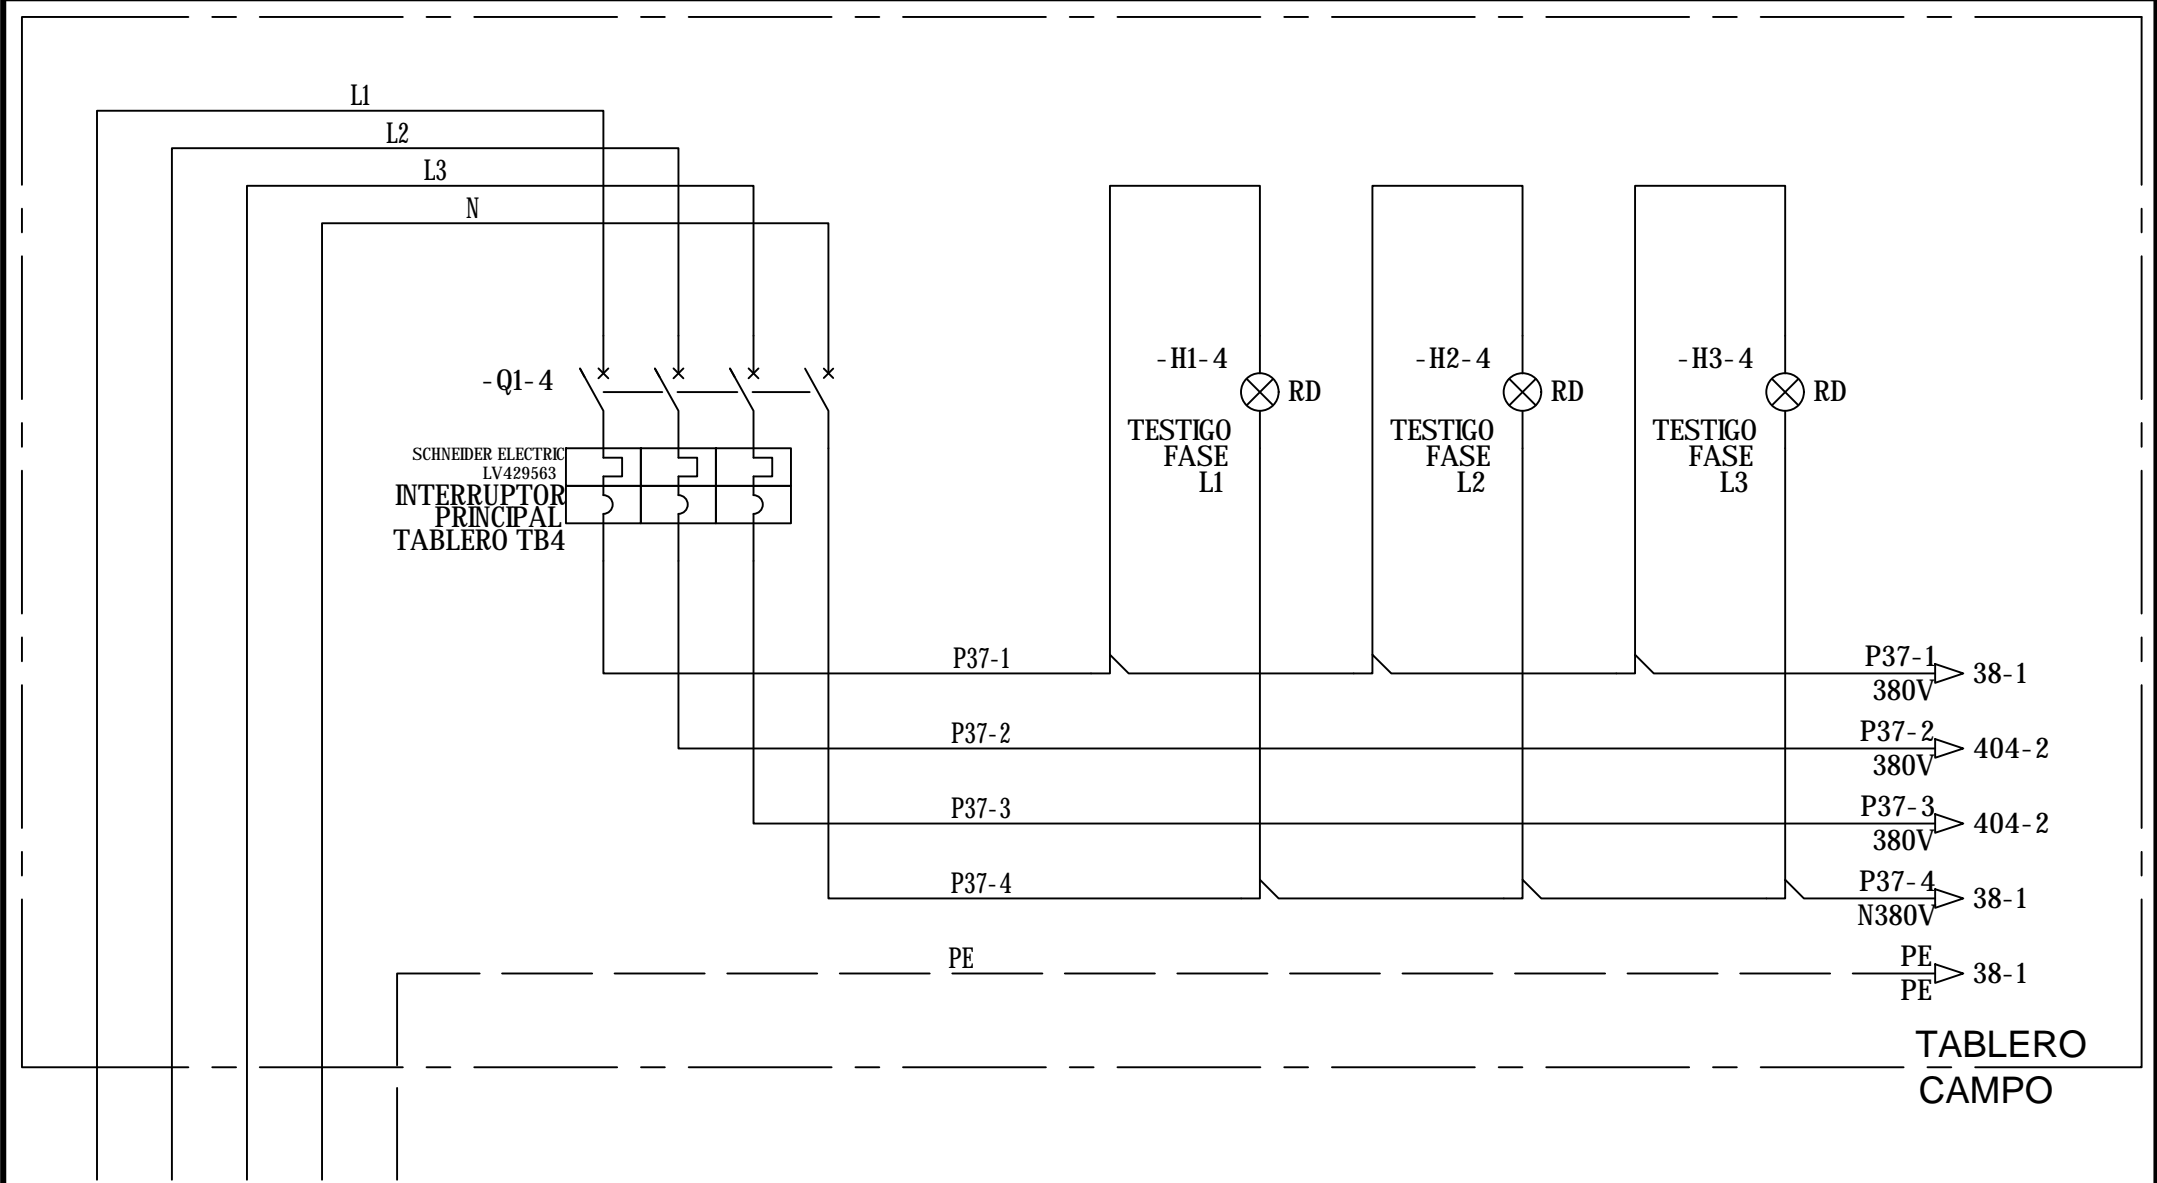 L1
L2
L3
N
-Q1-4
SCHNEIDER ELECTRIC
LV429563
INTERRUPTOR
PRINCIPAL
TABLERO TB4
-H1-4
RD
TESTIGO
FASE
L1
-H2-4
RD
TESTIGO
FASE
L2
-H3-4
RD
TESTIGO
FASE
L3
P37-1
P37-1
380V
38-1
P37-2
P37-2
380V
404-2
P37-3
P37-3
380V
404-2
P37-4
P37-4
N380V
38-1
PE
PE
PE
38-1
TABLERO
CAMPO